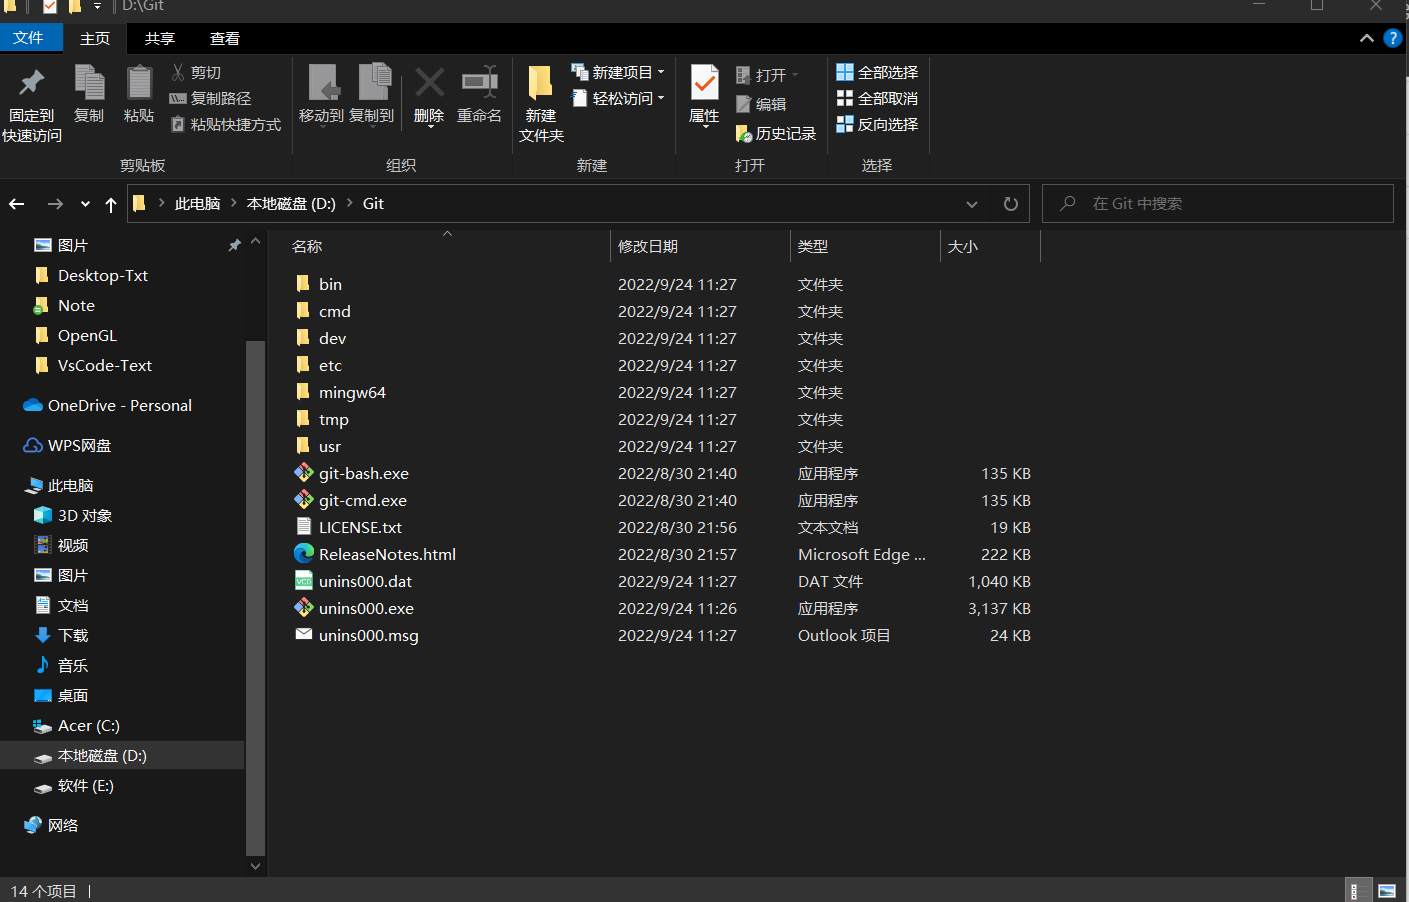 D:\Git
文件 主页 共享 查看
固定到
快速访问
复制
粘贴
剪切
复制路径
粘贴快捷方式
移动到
复制到
删除
重命名
新建
文件夹
新建项目
轻松访问
属性
打开
编辑
历史记录
全部选择
全部取消
反向选择
剪贴板 组织 新建 打开 选择
此电脑 本地磁盘 (D:) Git
在 Git 中搜索
图片
Desktop-Txt
Note
OpenGL
VsCode-Text
OneDrive - Personal
WPS网盘
此电脑
3D 对象
视频
图片
文档
下载
音乐
桌面
Acer (C:)
本地磁盘 (D:)
软件 (E:)
网络
名称 修改日期 类型 大小
bin 2022/9/24 11:27 文件夹
cmd 2022/9/24 11:27 文件夹
dev 2022/9/24 11:27 文件夹
etc 2022/9/24 11:27 文件夹
mingw64 2022/9/24 11:27 文件夹
tmp 2022/9/24 11:27 文件夹
usr 2022/9/24 11:27 文件夹
git-bash.exe 2022/8/30 21:40 应用程序 135 KB
git-cmd.exe 2022/8/30 21:40 应用程序 135 KB
LICENSE.txt 2022/8/30 21:56 文本文档 19 KB
ReleaseNotes.html 2022/8/30 21:57 Microsoft Edge ... 222 KB
unins000.dat 2022/9/24 11:27 DAT 文件 1,040 KB
unins000.exe 2022/9/24 11:26 应用程序 3,137 KB
unins000.msg 2022/9/24 11:27 Outlook 项目 24 KB
14 个项目